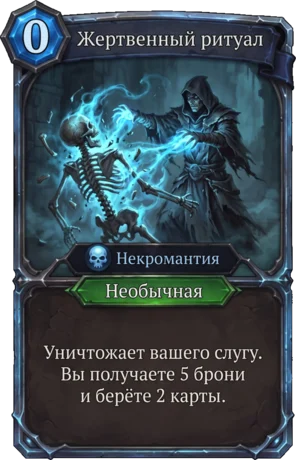 0
Жертвенный ритуал
Некромантия
Необычная
Уничтожает вашего слугу.
Вы получаете 5 брони
и берёте 2 карты.